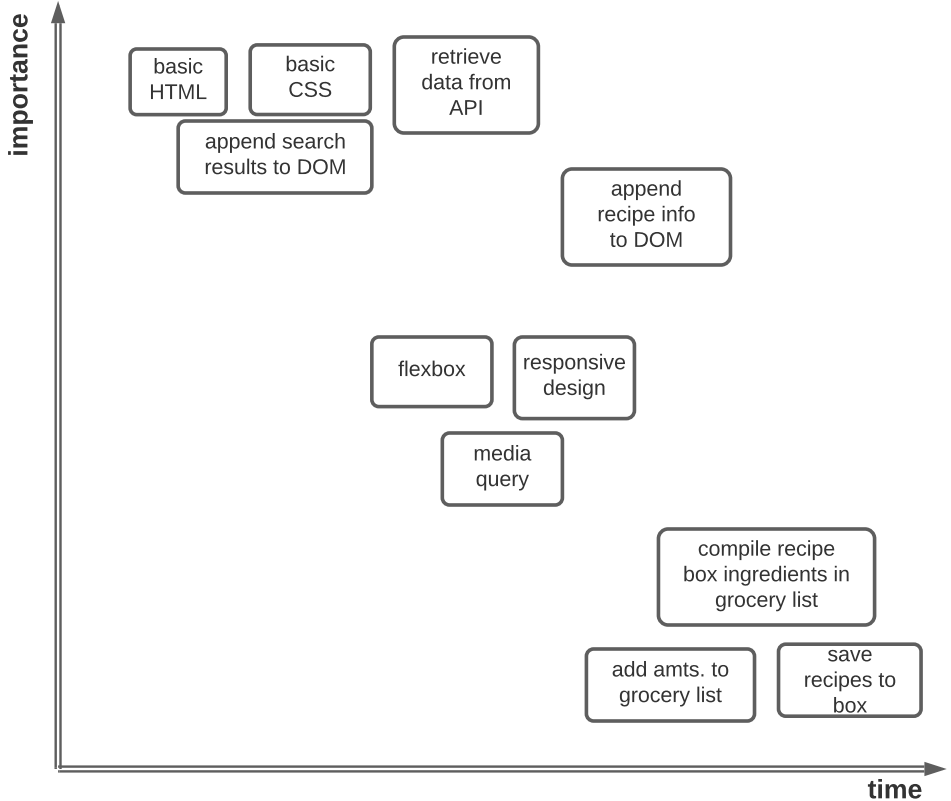 importance
basic
HTML
basic
CSS
retrieve
data from
API
append search
results to DOM
append
recipe info
to DOM
flexbox
responsive
design
media
query
compile recipe
box ingredients in
grocery list
add amts. to
grocery list
save
recipes to
box
time